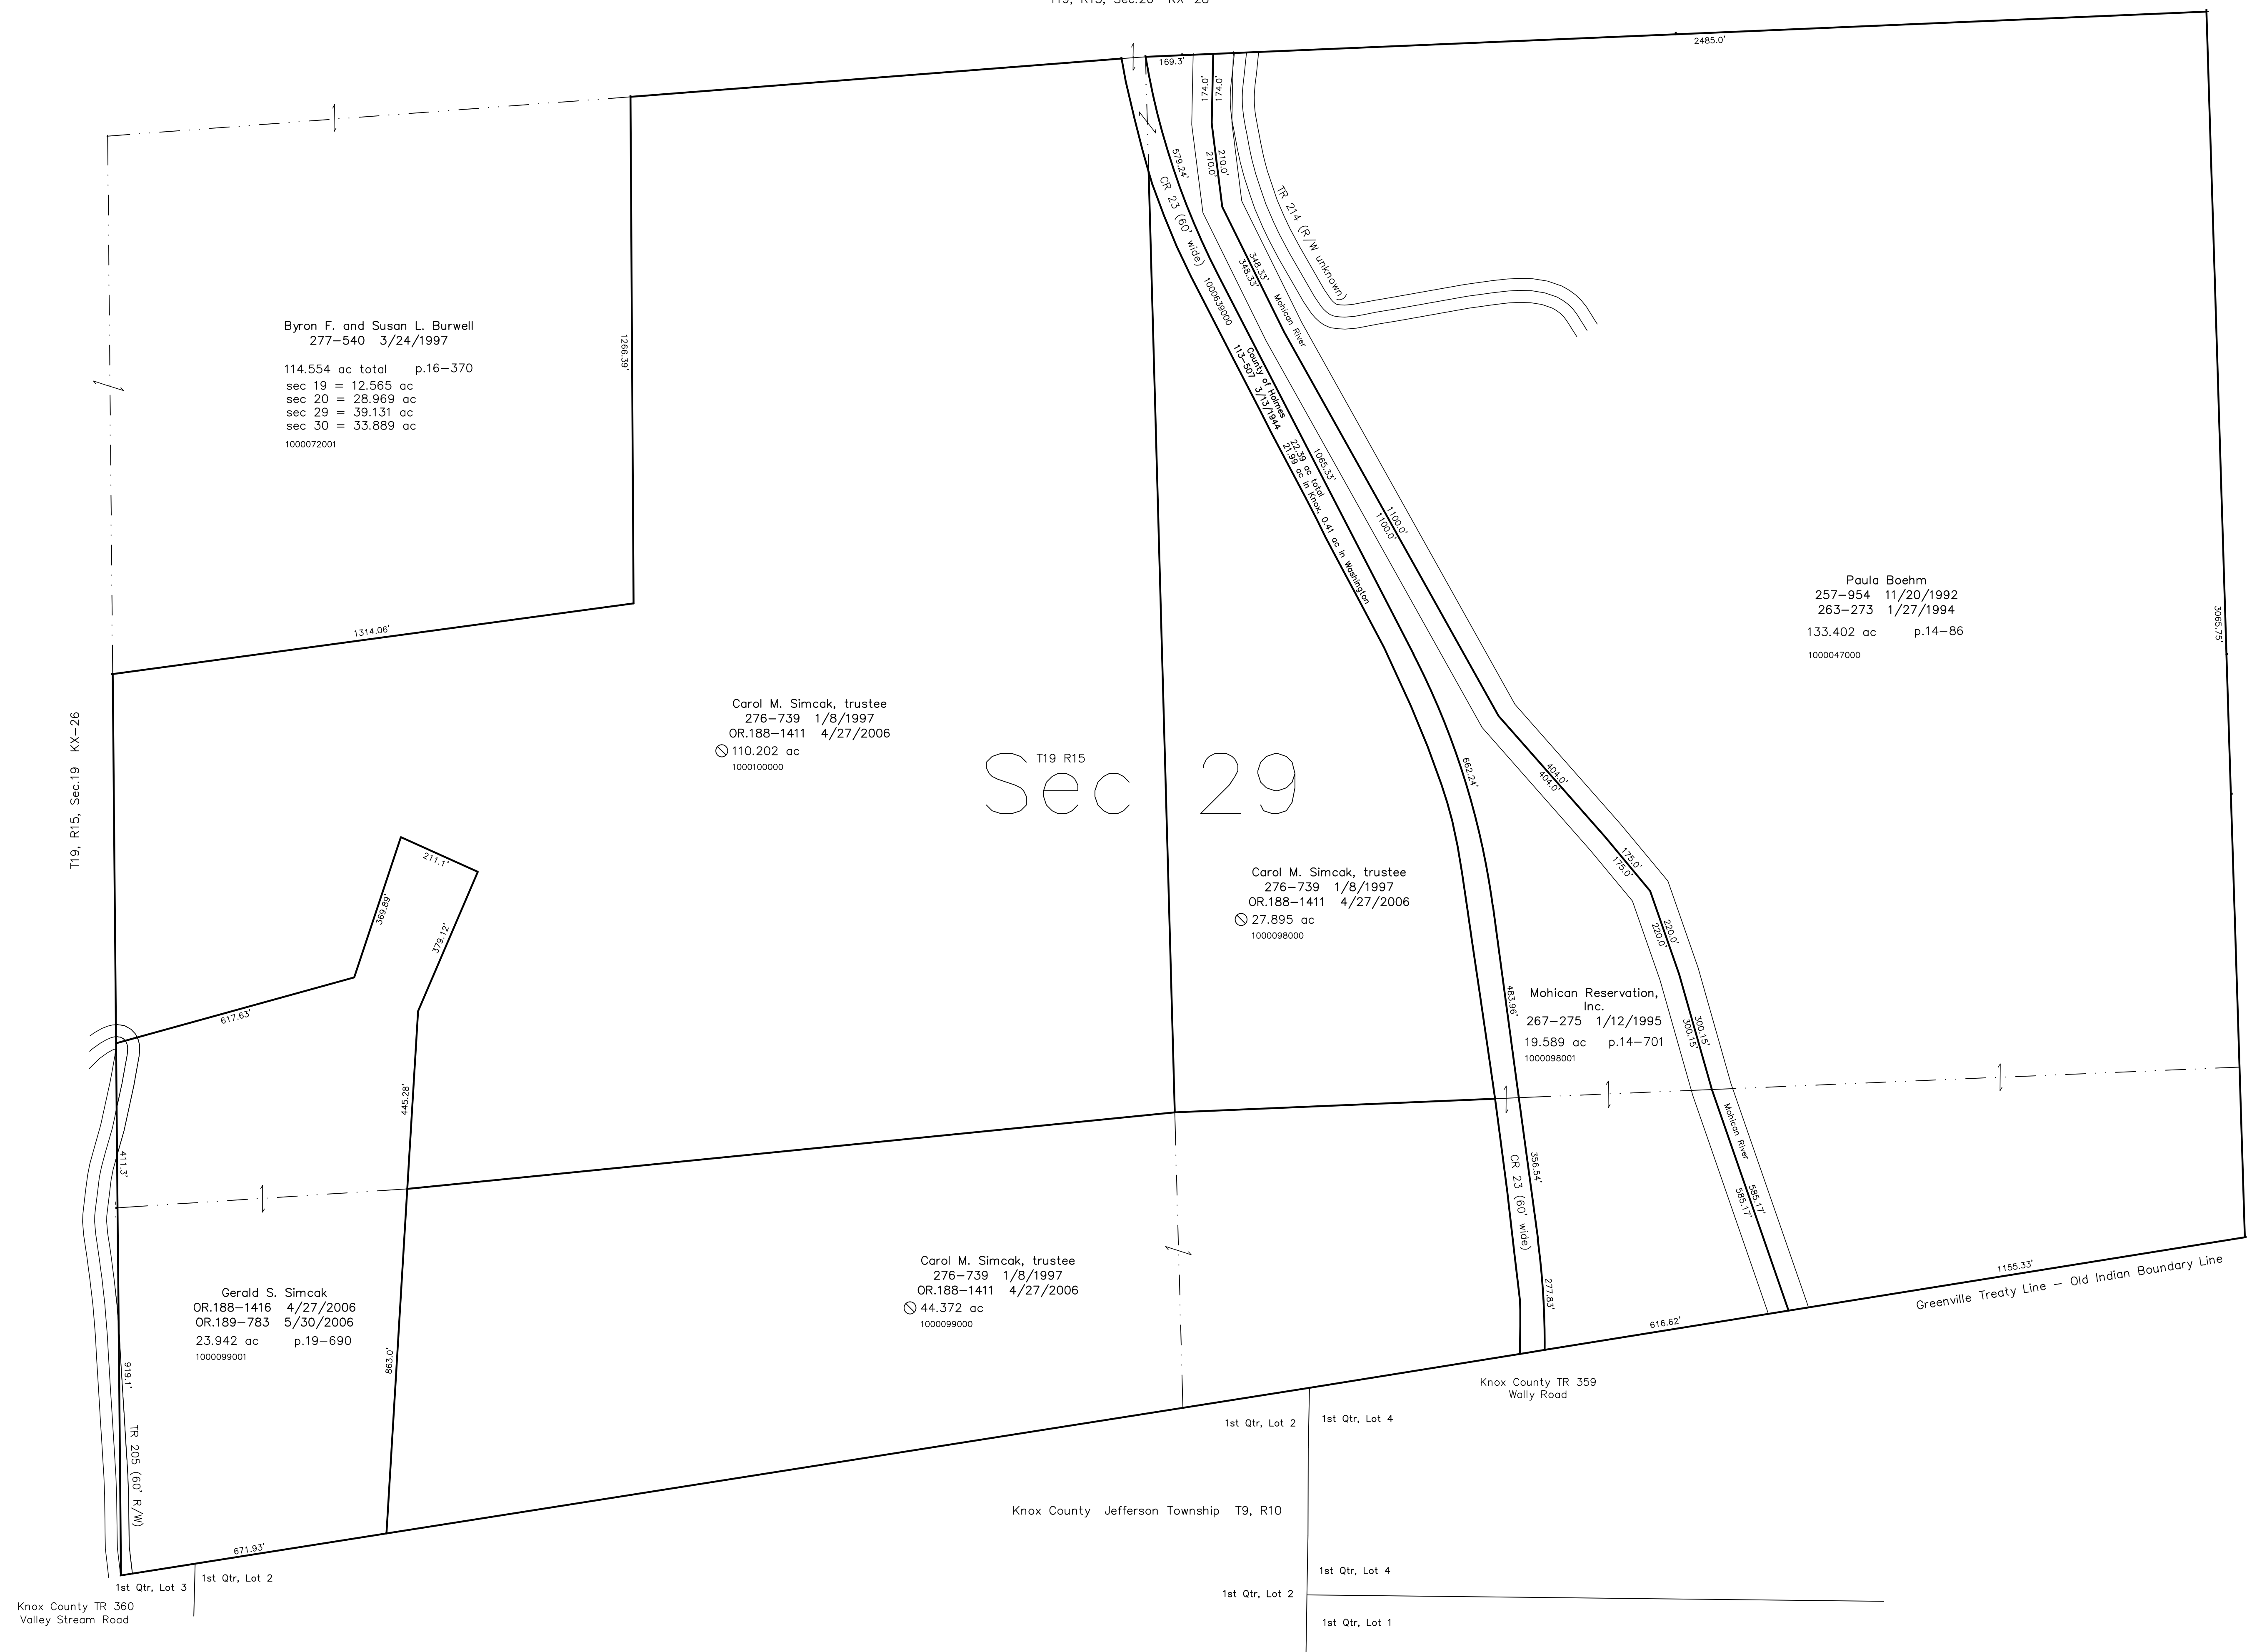 2485.0'
169.3'
174.0'
174.0'
210.0'
210.0'
579.24'
CR 23 (60' wide)
TR 214 (R/W unknown)
348.33'
348.33'
Mohican River
1000639000
Byron F. and Susan L. Burwell
277-540 3/24/1997
114.554 ac total p.16-370
sec 19 = 12.565 ac
sec 20 = 28.969 ac
sec 29 = 39.131 ac
sec 30 = 33.889 ac
1000072001
1266.39'
1314.06'
County of Holmes
113-507 3/13/1944
22.39 ac total
21.99 ac in Knox, 0.41 ac in Washington
1065.33'
1100.0'
1100.0'
Paula Boehm
257-954 11/20/1992
263-273 1/27/1994
133.402 ac p.14-86
1000047000
3065.75'
T19, R15, Sec.19 KX-26
Carol M. Simcak, trustee
276-739 1/8/1997
OR.188-1411 4/27/2006
110.202 ac
1000100000
T19 R15
Sec 29
662.24'
404.0'
404.0'
175.0'
175.0'
220.0'
220.0'
Carol M. Simcak, trustee
276-739 1/8/1997
OR.188-1411 4/27/2006
27.895 ac
1000098000
211.1'
369.89'
379.12'
617.63'
445.28'
411.3'
483.96'
Mohican Reservation,
Inc.
267-275 1/12/1995
19.589 ac p.14-701
1000098001
300.15'
300.15'
Mohican River
356.54'
CR 23 (60' wide)
585.17'
585.17'
277.83'
Carol M. Simcak, trustee
276-739 1/8/1997
OR.188-1411 4/27/2006
44.372 ac
1000099000
Gerald S. Simcak
OR.188-1416 4/27/2006
OR.189-783 5/30/2006
23.942 ac p.19-690
1000099001
863.0'
919.1'
TR 205 (60' R/W)
671.93'
616.62'
1155.33'
Greenville Treaty Line - Old Indian Boundary Line
Knox County TR 359
Wally Road
1st Qtr, Lot 2
1st Qtr, Lot 4
Knox County Jefferson Township T9, R10
1st Qtr, Lot 4
1st Qtr, Lot 2
1st Qtr, Lot 1
1st Qtr, Lot 3
1st Qtr, Lot 2
Knox County TR 360
Valley Stream Road